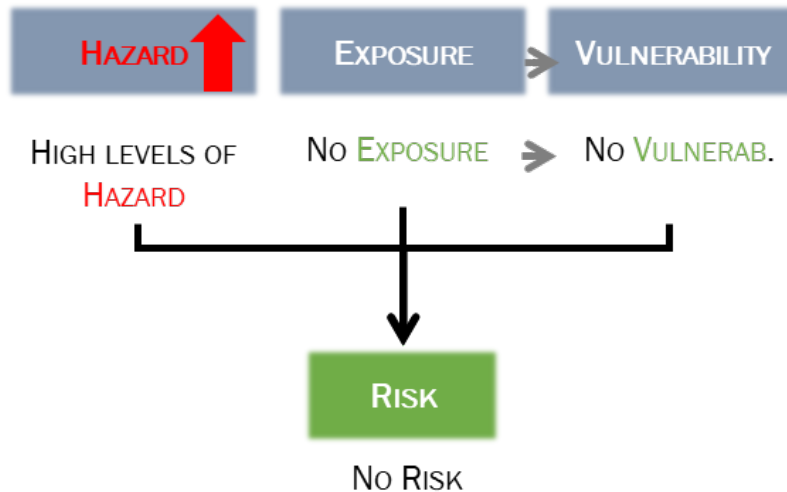 HAZARD
EXPOSURE
VULNERABILITY
HIGH LEVELS OF
HAZARD
NO EXPOSURE
NO VULNERAB.
RISK
NO RISK